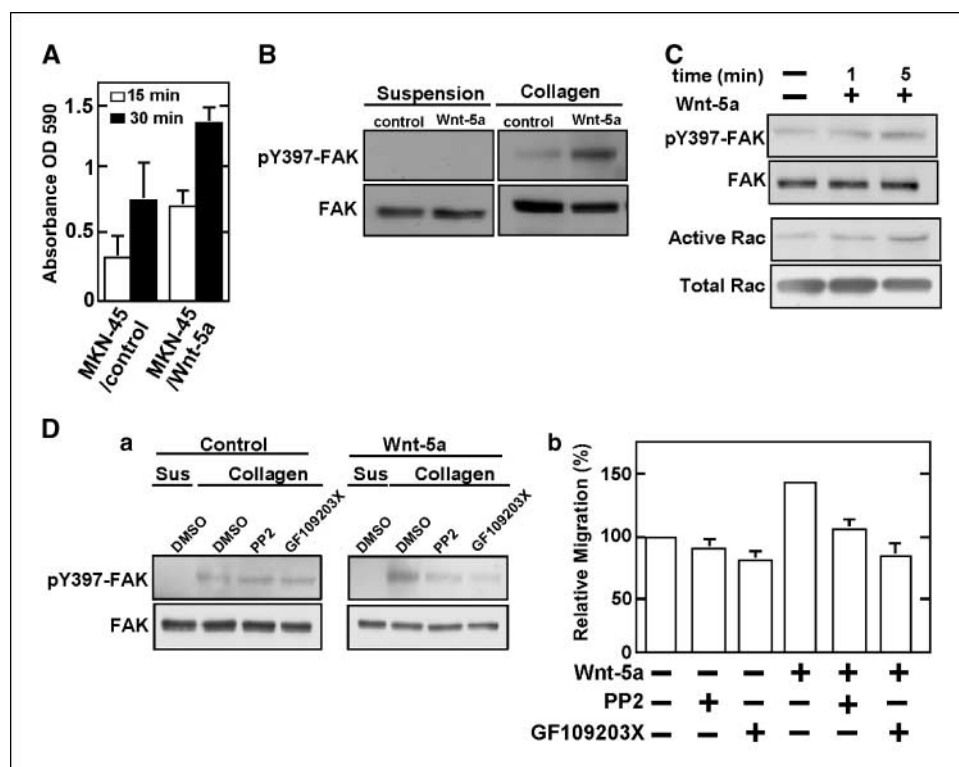 A
Absorbance OD 590
1.5
1
0.5
0
15 min
30 min
MKN-45
/control
MKN-45
/Wnt-5a
B
Suspension Collagen
control Wnt-5a control Wnt-5a
pY397-FAK
FAK
C
time (min) — 1 5
Wnt-5a — + +
pY397-FAK
FAK
Active Rac
Total Rac
D
a
Control Wnt-5a
Sus Collagen Sus Collagen
DMSO DMSO PP2 GF109203X DMSO DMSO PP2 GF109203X
pY397-FAK
FAK
b
Relative Migration (%)
150
100
50
0
Wnt-5a — — — + + +
PP2 — + — — + —
GF109203X — — + — — +